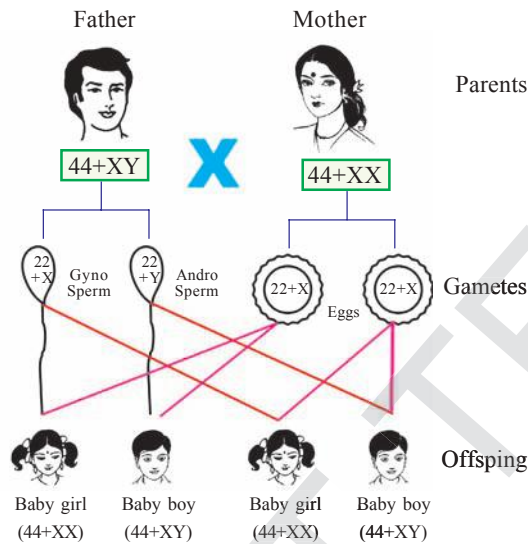 Father Mother
Parents
44+XY X 44+XX
22 +X Gyno Sperm 22 +Y Andro Sperm 22+X Eggs 22+X Gametes
Offsping
Baby girl Baby boy Baby girl Baby boy
(44+XX) (44+XY) (44+XX) (44+XY)